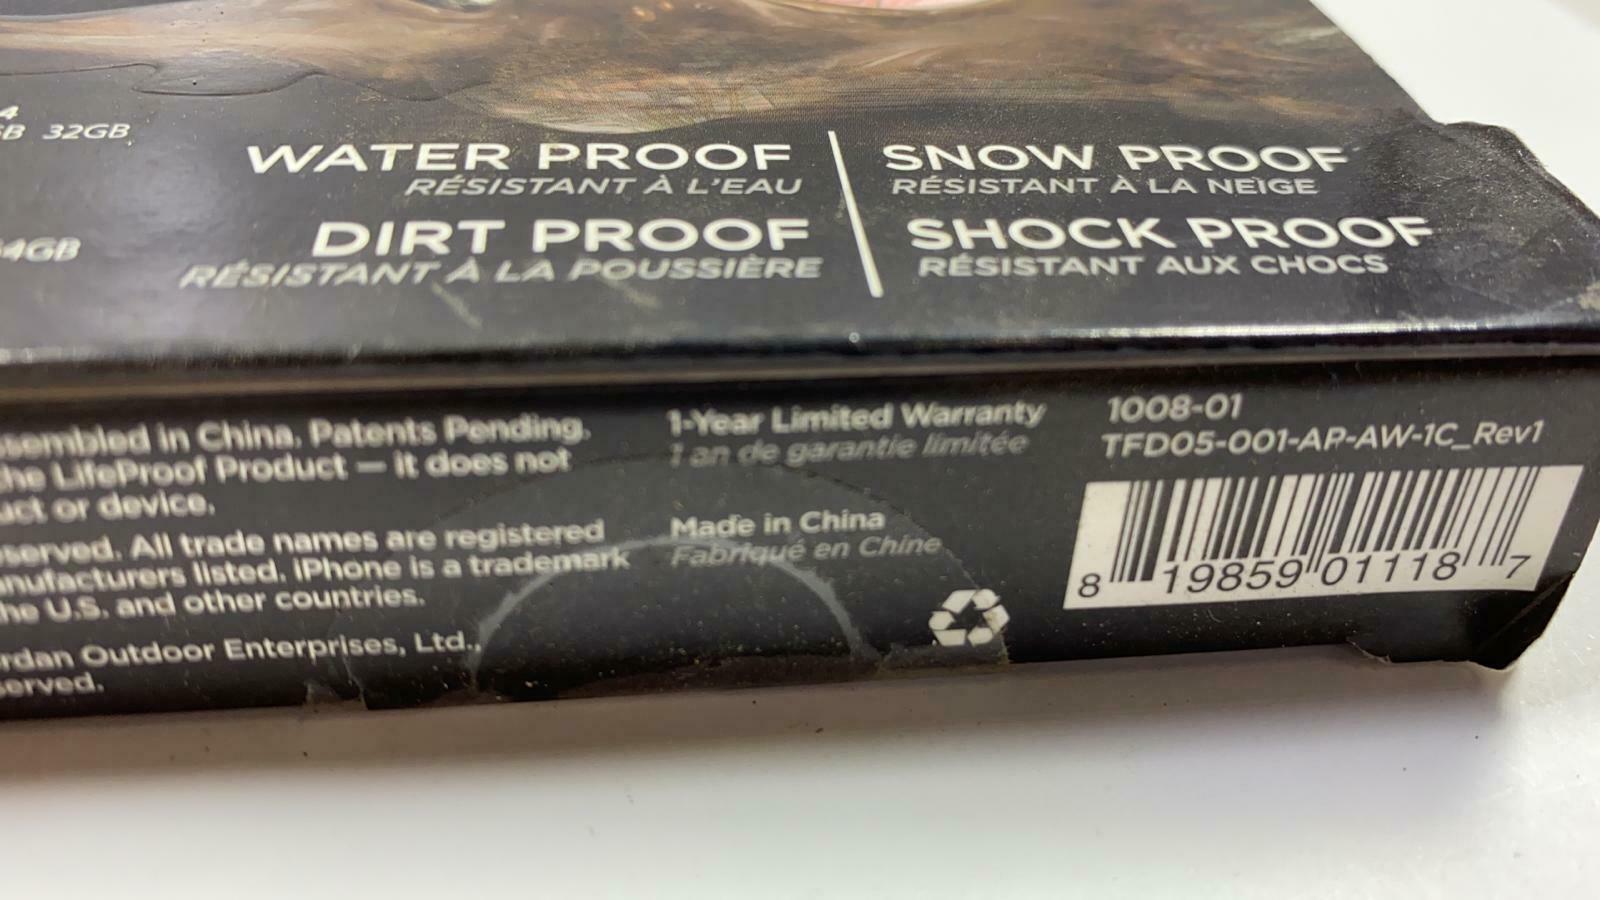 4
GB 32GB
64GB
WATER PROOF
RÉSISTANT À L'EAU
DIRT PROOF
RÉSISTANT À LA POUSSIÈRE
SNOW PROOF
RÉSISTANT À LA NEIGE
SHOCK PROOF
RÉSISTANT AUX CHOCS
ssembled in China. Patents Pending.
he LifeProof Product — it does not
uct or device.
served. All trade names are registered
anufacturers listed. iPhone is a trademark
he U.S. and other countries.
rdan Outdoor Enterprises, Ltd.,
served.
1-Year Limited Warranty
1 an de garantie limitée
Made in China
Fabriqué en Chine
1008-01
TFD05-001-AP-AW-1C_Rev1
8 19859 01118 7